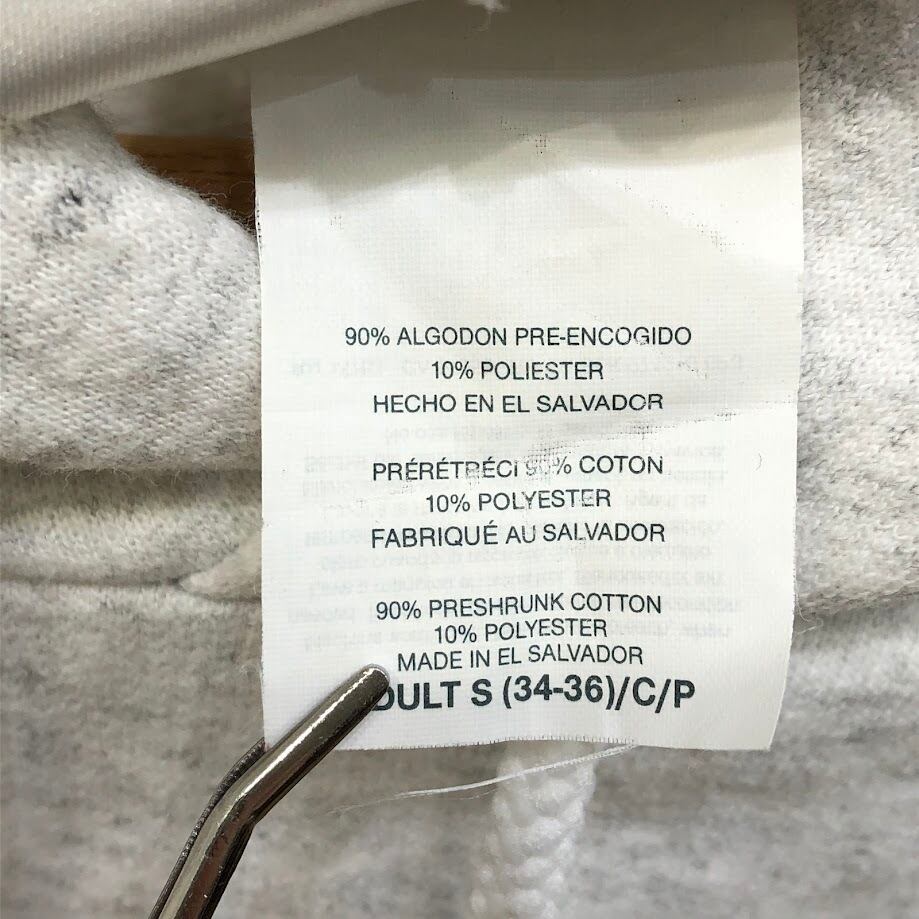 90% ALGODON PRE-ENCOGIDO
10% POLIESTER
HECHO EN EL SALVADOR
PRÉRÉTRÉCI 90% COTON
10% POLYESTER
FABRIQUÉ AU SALVADOR
90% PRESHRUNK COTTON
10% POLYESTER
MADE IN EL SALVADOR
DULT S (34-36)/C/P